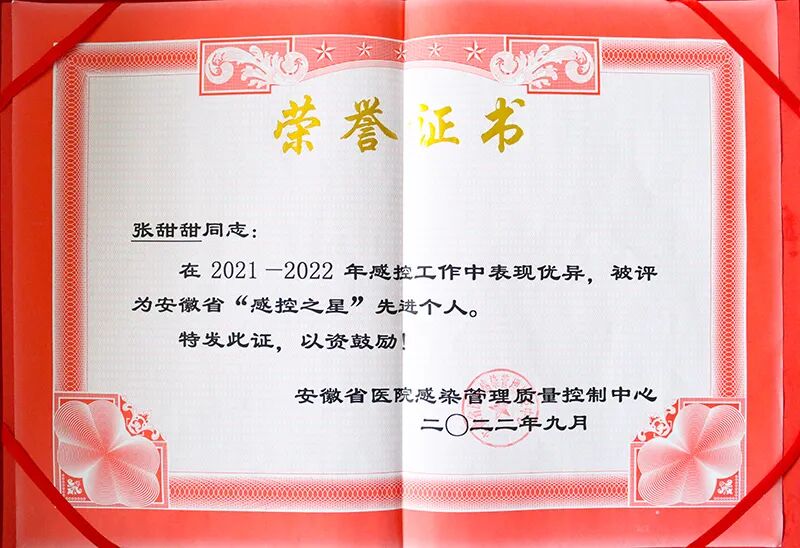 荣誉证书
张甜甜同志：
在 2021－2022 年感控工作中表现优异，被评
为安徽省“感控之星”先进个人。
特发此证，以资鼓励！
安徽省医院感染管理质量控制中心
二〇二二年九月